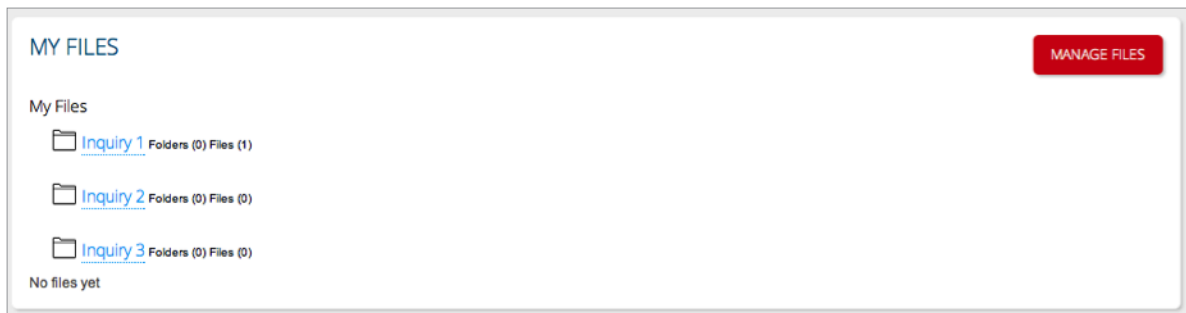 MY FILES
MANAGE FILES
My Files
Inquiry 1 Folders (0) Files (1)
Inquiry 2 Folders (0) Files (0)
Inquiry 3 Folders (0) Files (0)
No files yet